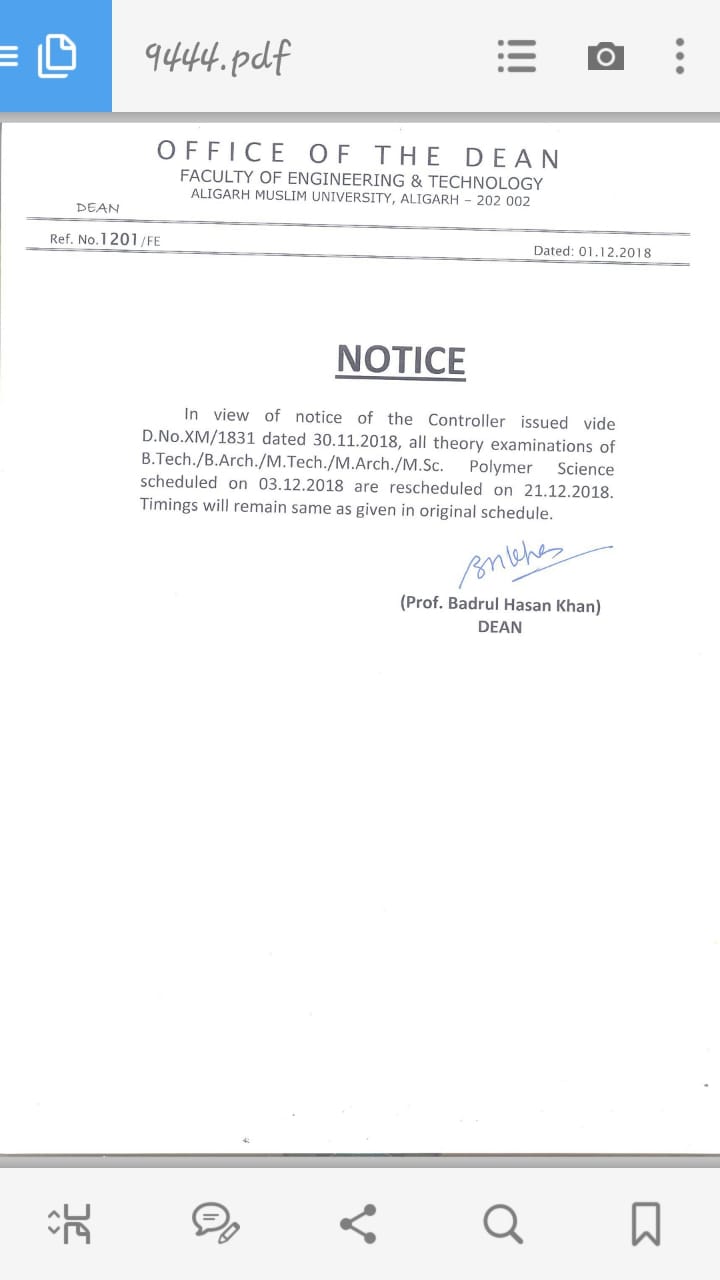 9444.pdf
OFFICE OF THE DEAN
FACULTY OF ENGINEERING & TECHNOLOGY
ALIGARH MUSLIM UNIVERSITY, ALIGARH – 202 002
DEAN
Ref. No.1201/FE
Dated: 01.12.2018
NOTICE
In view of notice of the Controller issued vide
D.No.XM/1831 dated 30.11.2018, all theory examinations of
B.Tech./B.Arch./M.Tech./M.Arch./M.Sc. Polymer Science
scheduled on 03.12.2018 are rescheduled on 21.12.2018.
Timings will remain same as given in original schedule.
(Prof. Badrul Hasan Khan)
DEAN